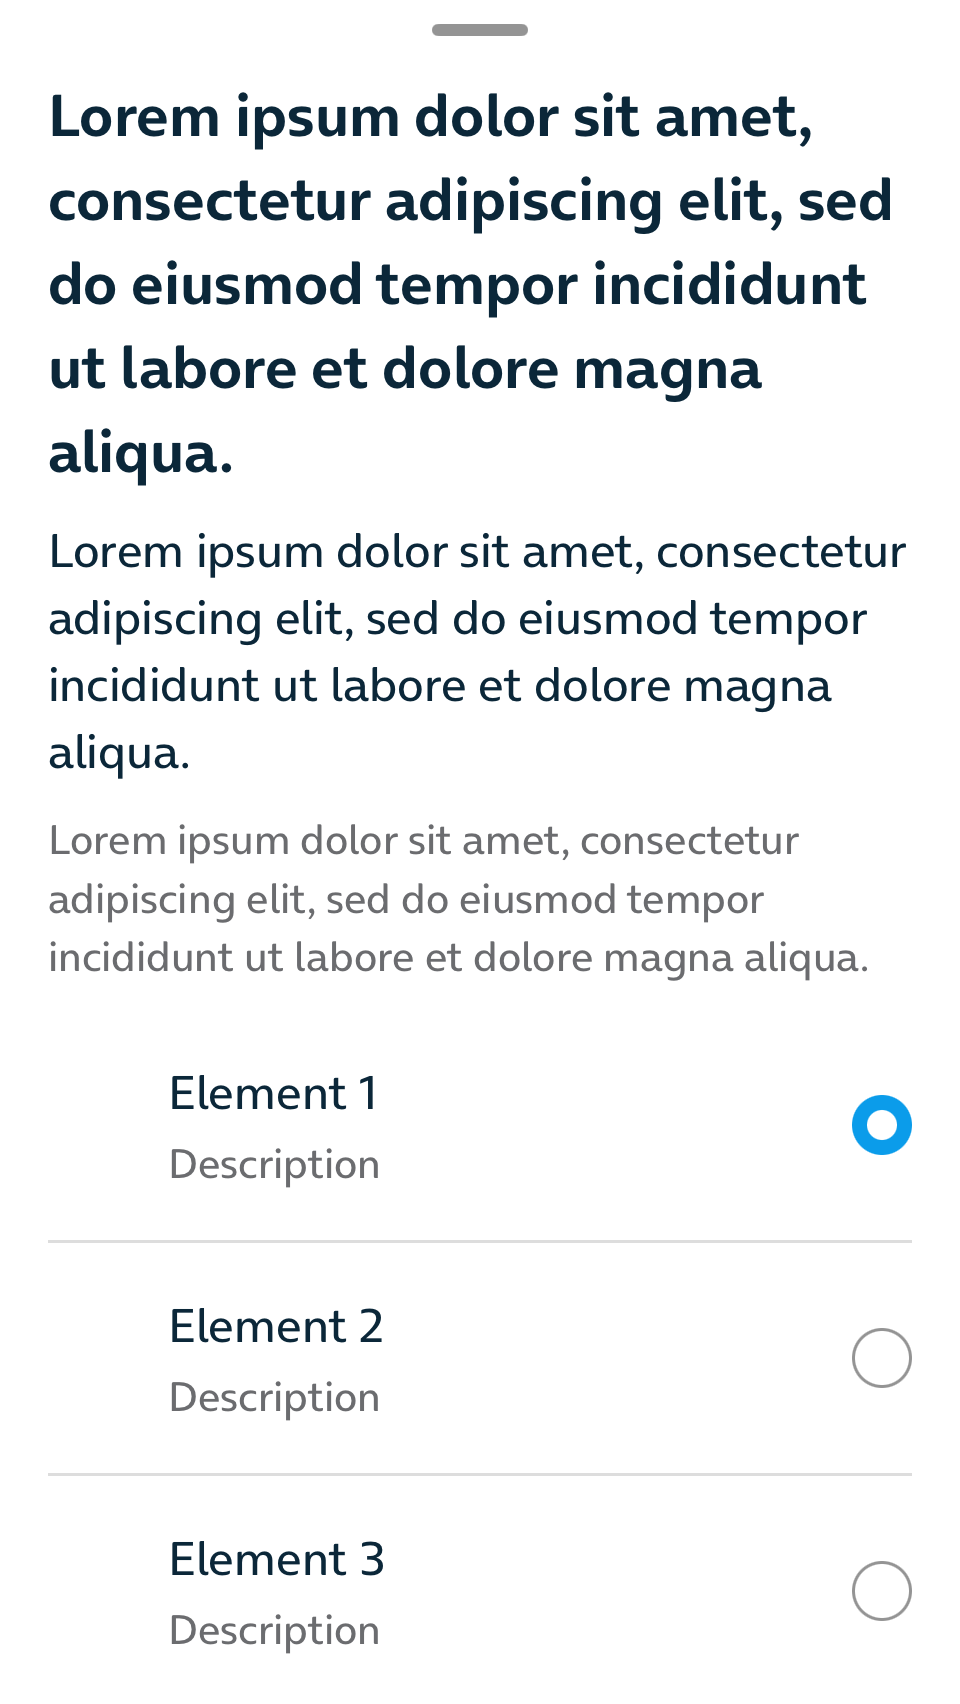 Lorem ipsum dolor sit amet,
consectetur adipiscing elit, sed
do eiusmod tempor incididunt
ut labore et dolore magna
aliqua.
Lorem ipsum dolor sit amet, consectetur
adipiscing elit, sed do eiusmod tempor
incididunt ut labore et dolore magna
aliqua.
Lorem ipsum dolor sit amet, consectetur
adipiscing elit, sed do eiusmod tempor
incididunt ut labore et dolore magna aliqua.
Element 1
Description
Element 2
Description
Element 3
Description